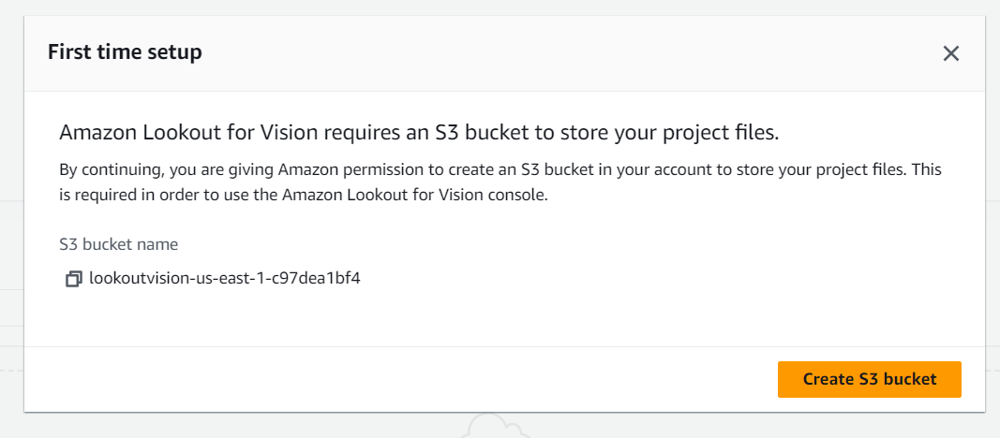 First time setup
Amazon Lookout for Vision requires an S3 bucket to store your project files.
By continuing, you are giving Amazon permission to create an S3 bucket in your account to store your project files. This
is required in order to use the Amazon Lookout for Vision console.
S3 bucket name
lookoutvision-us-east-1-c97dea1bf4
Create S3 bucket